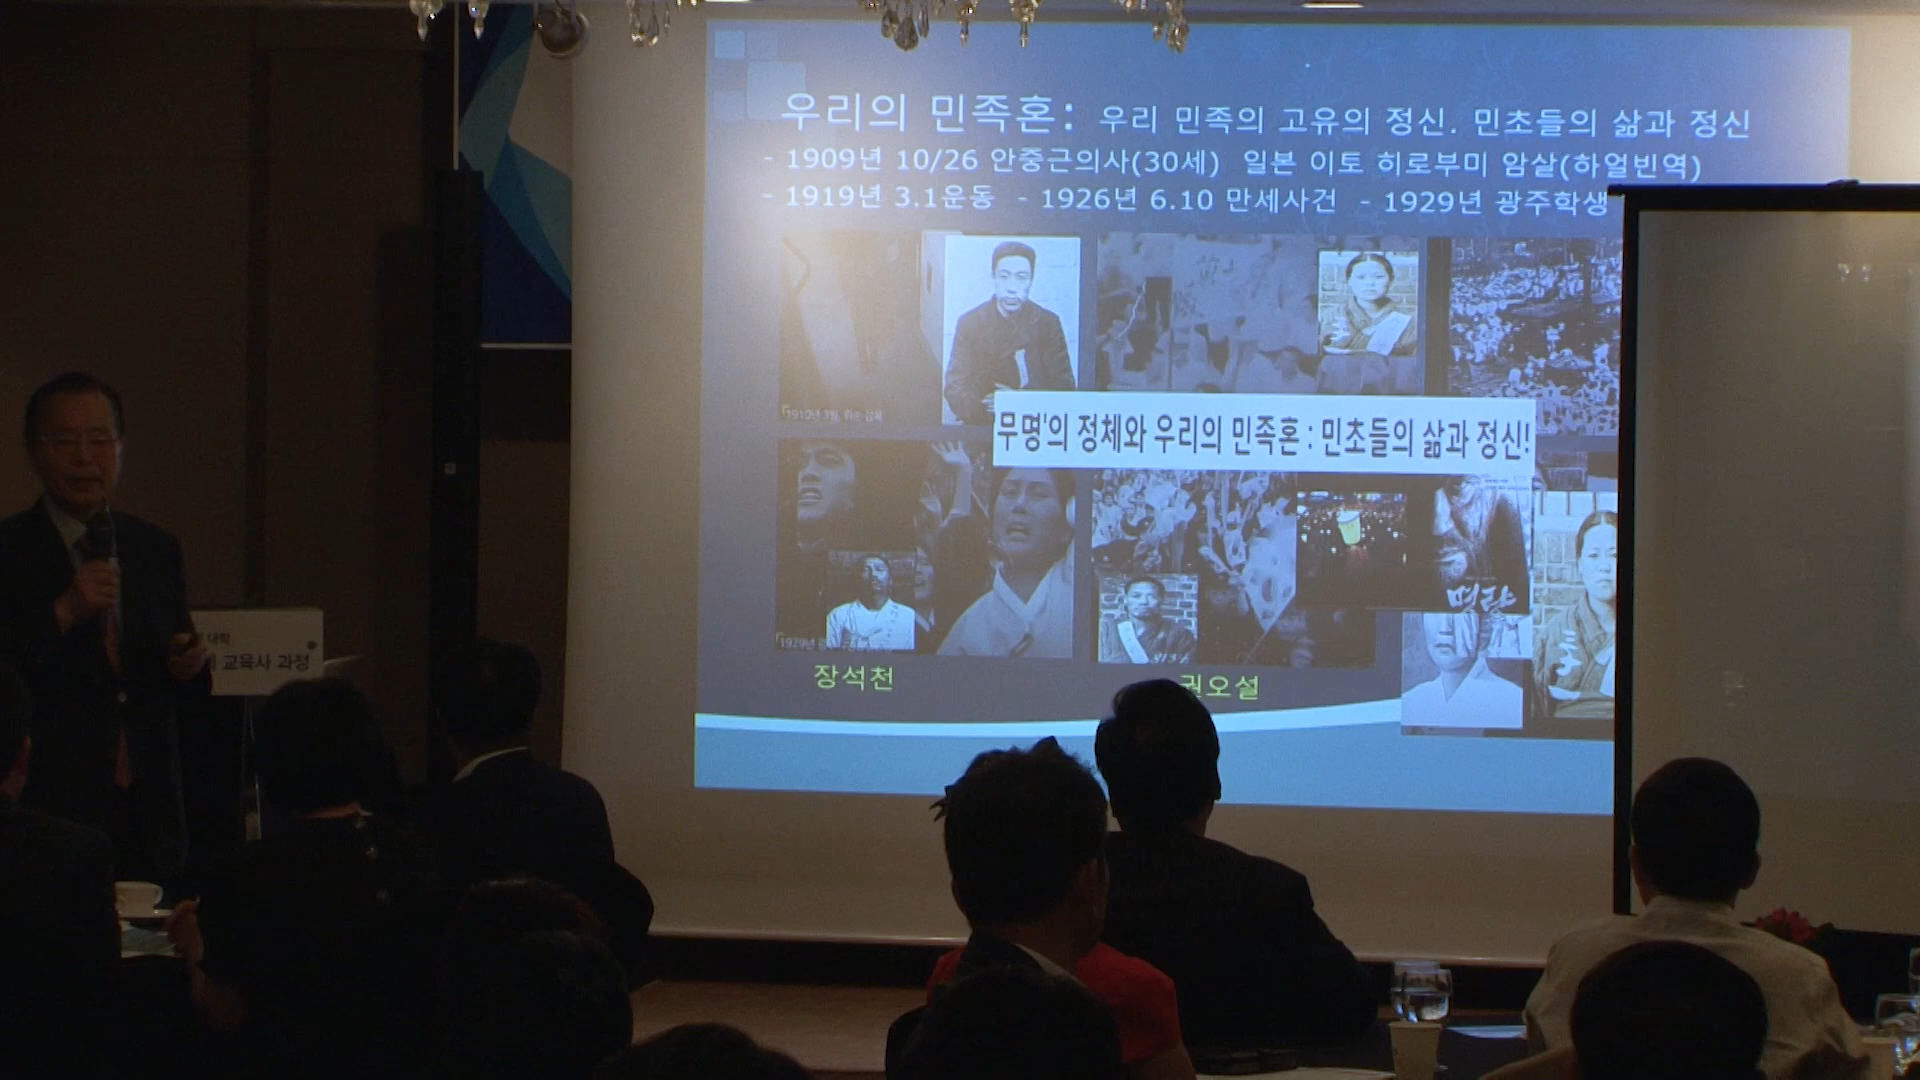 우리의 민족혼: 우리 민족의 고유의 정신. 민초들의 삶과 정신
- 1909년 10/26 안중근의사(30세) 일본 이토 히로부미 암살(하얼빈역)
- 1919년 3.1운동 - 1926년 6.10 만세사건 - 1929년 광주학생
무명'의 정체와 우리의 민족혼 : 민초들의 삶과 정신!
장석천
권오설
대학
교육사 과정